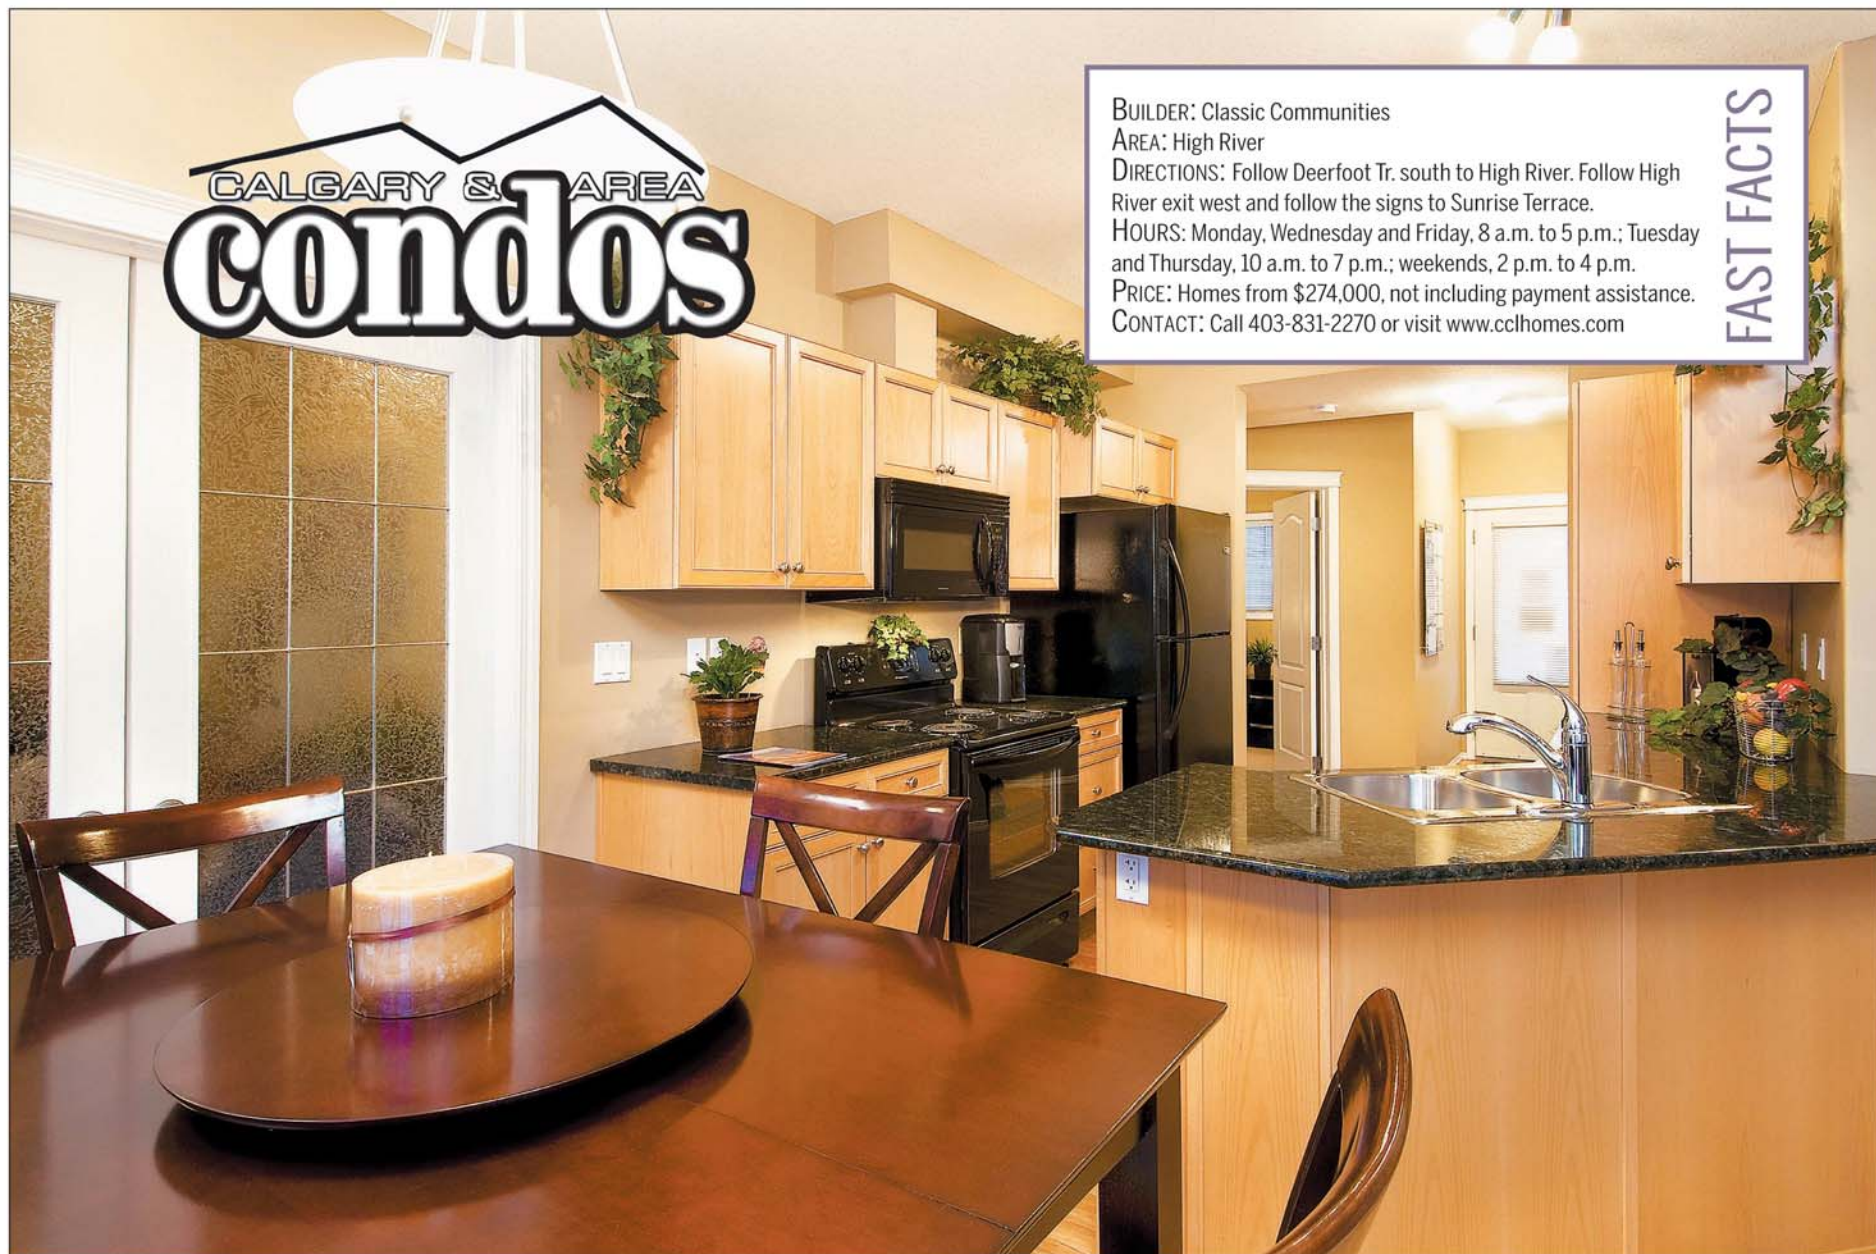 CALGARY & AREA
condos
BUILDER: Classic Communities
AREA: High River
DIRECTIONS: Follow Deerfoot Tr. south to High River. Follow High
River exit west and follow the signs to Sunrise Terrace.
HOURS: Monday, Wednesday and Friday, 8 a.m. to 5 p.m.; Tuesday
and Thursday, 10 a.m. to 7 p.m.; weekends, 2 p.m. to 4 p.m.
PRICE: Homes from $274,000, not including payment assistance.
CONTACT: Call 403-831-2270 or visit www.cclhomes.com
FAST FACTS